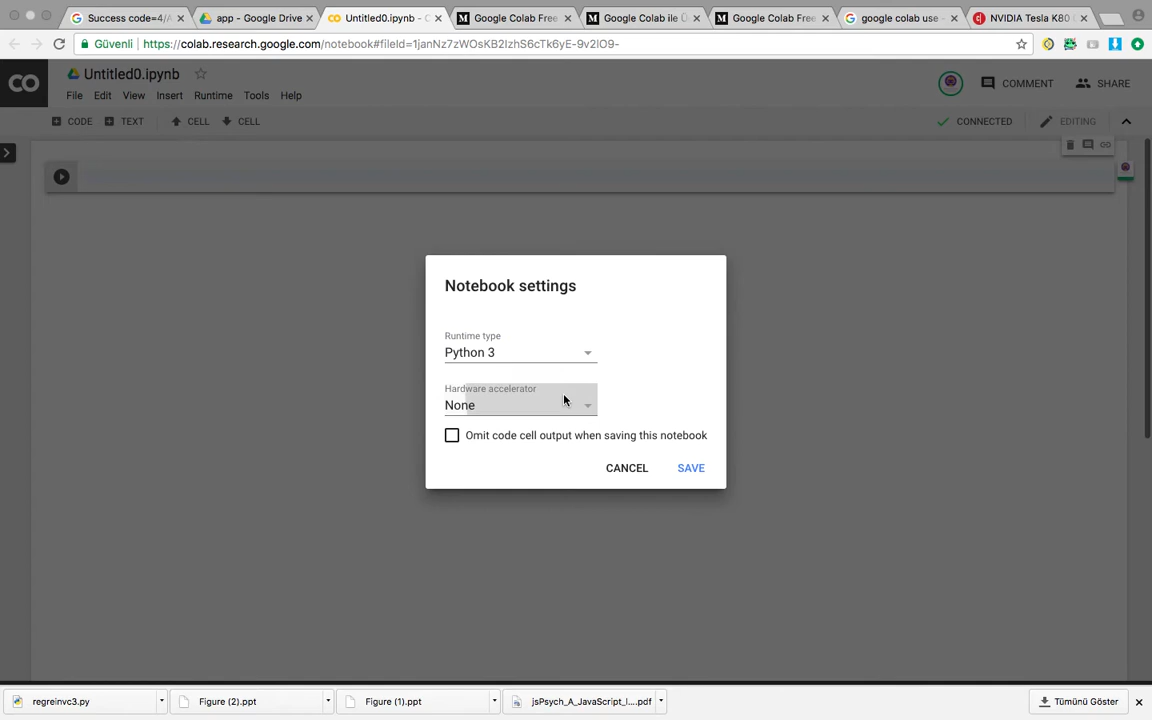 Success code=4/A
app - Google Drive
Untitled0.ipynb - C
Google Colab Free
Google Colab ile Ü
Google Colab Free
google colab use -
NVIDIA Tesla K80
Güvenli
https://colab.research.google.com/notebook#fileId=1janNz7zWOsKB2IzhS6cTk6yE-9v2lO9-
CO
Untitled0.ipynb
File Edit View Insert Runtime Tools Help
COMMENT
SHARE
CODE TEXT CELL CELL
CONNECTED
EDITING
Notebook settings
Runtime type
Python 3
Hardware accelerator
None
Omit code cell output when saving this notebook
CANCEL SAVE
regreinvc3.py
Figure (2).ppt
Figure (1).ppt
jsPsych_A_JavaScript_l....pdf
Tümünü Göster